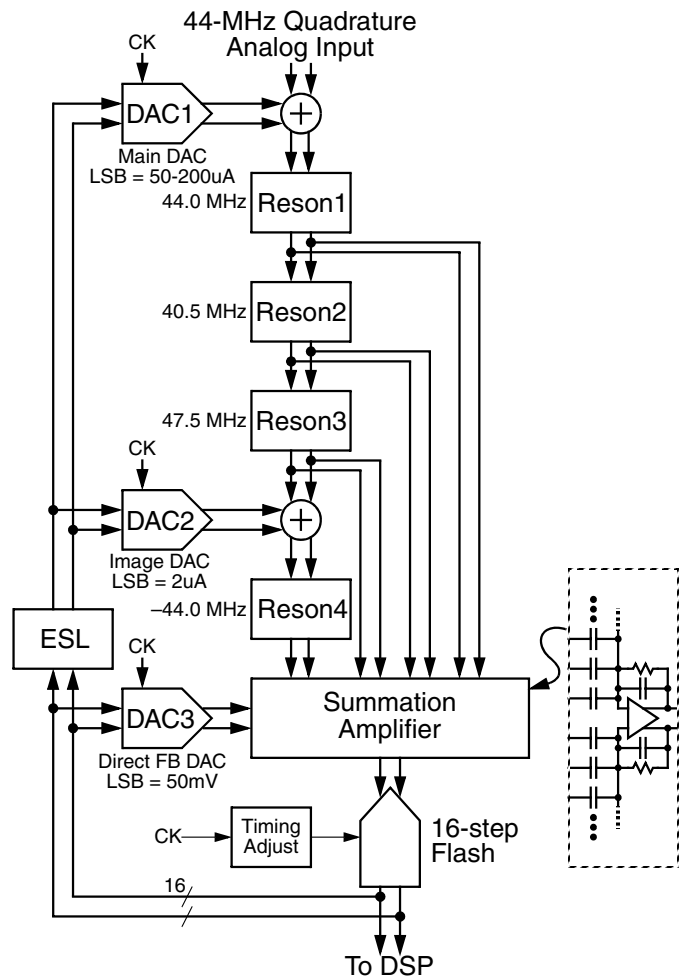 44-MHz Quadrature
Analog Input
CK
DAC1
Main DAC
LSB = 50-200uA
44.0 MHz
Reson1
40.5 MHz
Reson2
47.5 MHz
Reson3
CK
DAC2
Image DAC
LSB = 2uA
–44.0 MHz
Reson4
ESL
CK
DAC3
Direct FB DAC
LSB = 50mV
Summation
Amplifier
CK
Timing
Adjust
16-step
Flash
16
To DSP